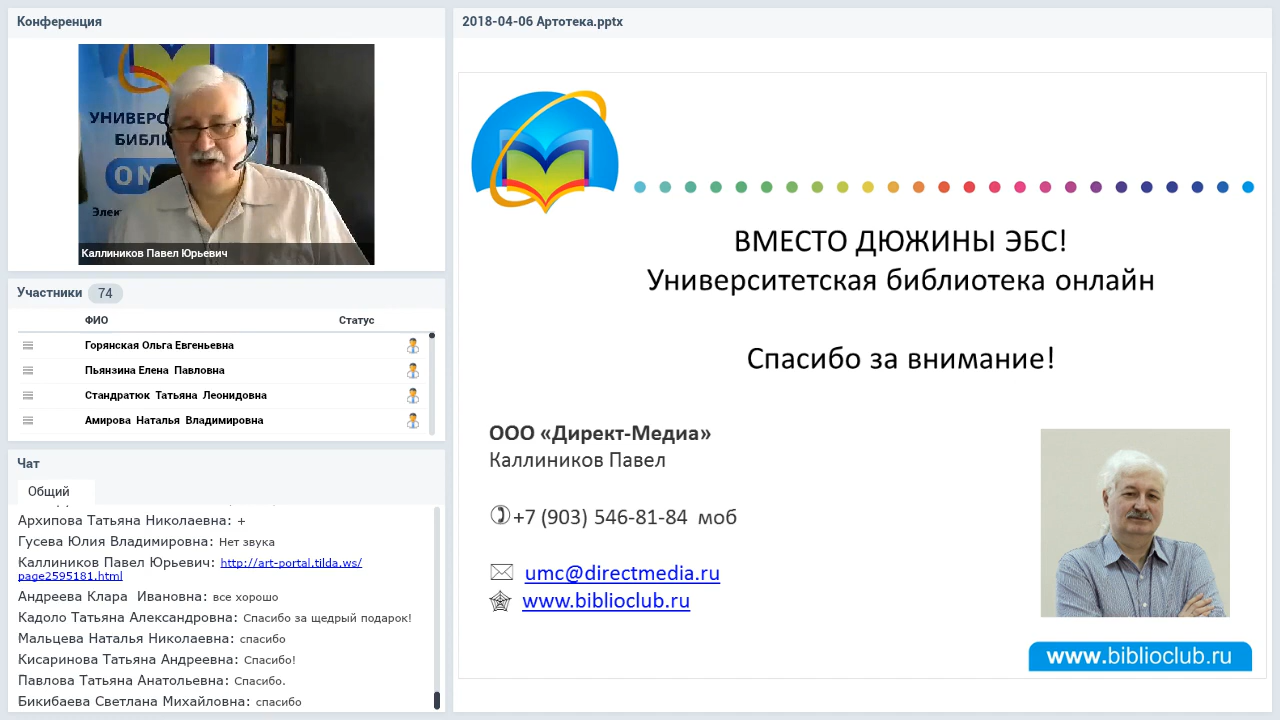 Конференция
УНИВЕРС
БИБЛИ
ON
Элек
Каллиников Павел Юрьевич
Участники 74
ФИО Статус
Горянская Ольга Евгеньевна
Пьянзина Елена Павловна
Стандратюк Татьяна Леонидовна
Амирова Наталья Владимировна
Чат
Общий
Архипова Татьяна Николаевна: +
Гусева Юлия Владимировна: Нет звука
Каллиников Павел Юрьевич: http://art-portal.tilda.ws/
page2595181.html
Андреева Клара Ивановна: все хорошо
Кадоло Татьяна Александровна: Спасибо за щедрый подарок!
Мальцева Наталья Николаевна: спасибо
Кисаринова Татьяна Андреевна: Спасибо!
Павлова Татьяна Анатольевна: Спасибо.
Бикибаева Светлана Михайловна: спасибо
2018-04-06 Артотека.pptx
ВМЕСТО ДЮЖИНЫ ЭБС!
Университетская библиотека онлайн
Спасибо за внимание!
ООО «Директ-Медиа»
Каллиников Павел
+7 (903) 546-81-84 моб
umc@directmedia.ru
www.biblioclub.ru
www.biblioclub.ru